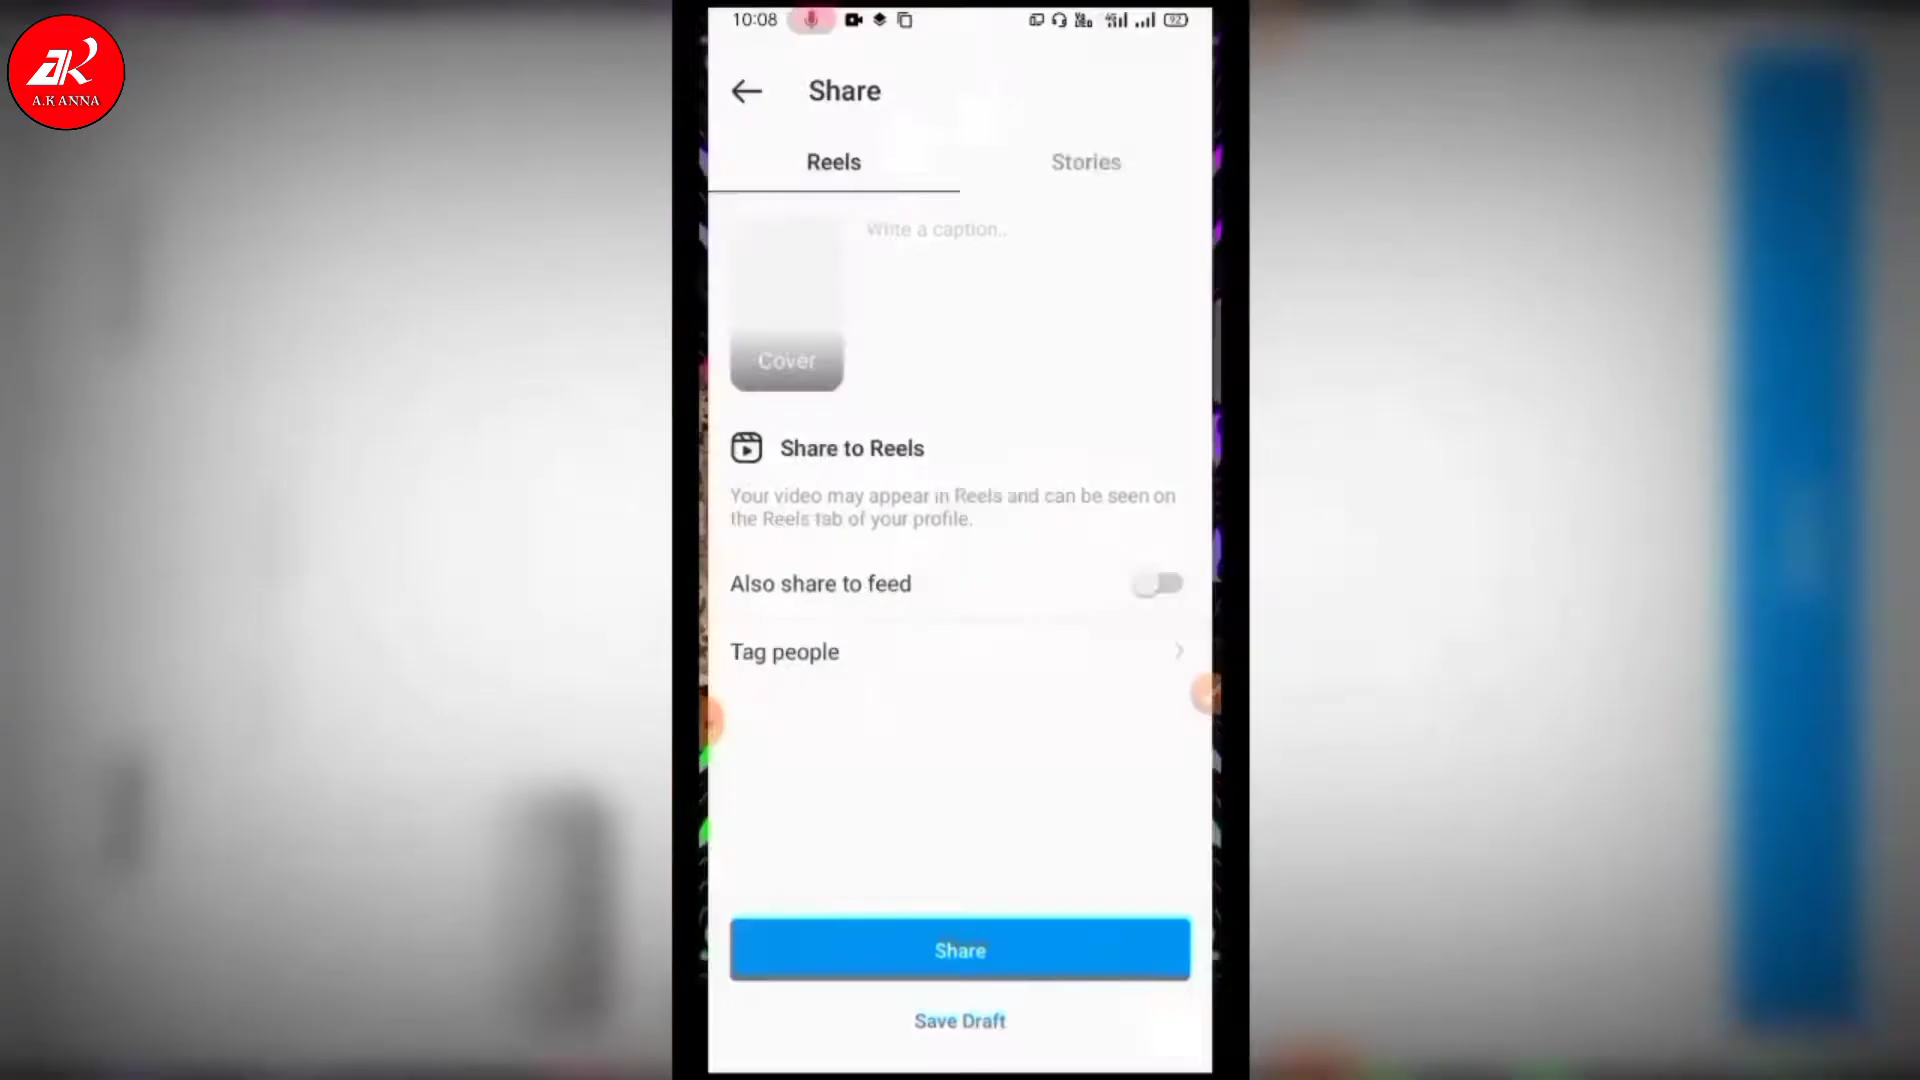 AK
A.K ANNA
10:08
92
Share
Reels
Stories
Write a caption..
Cover
Share to Reels
Your video may appear in Reels and can be seen on
the Reels tab of your profile.
Also share to feed
Tag people
Share
Save Draft